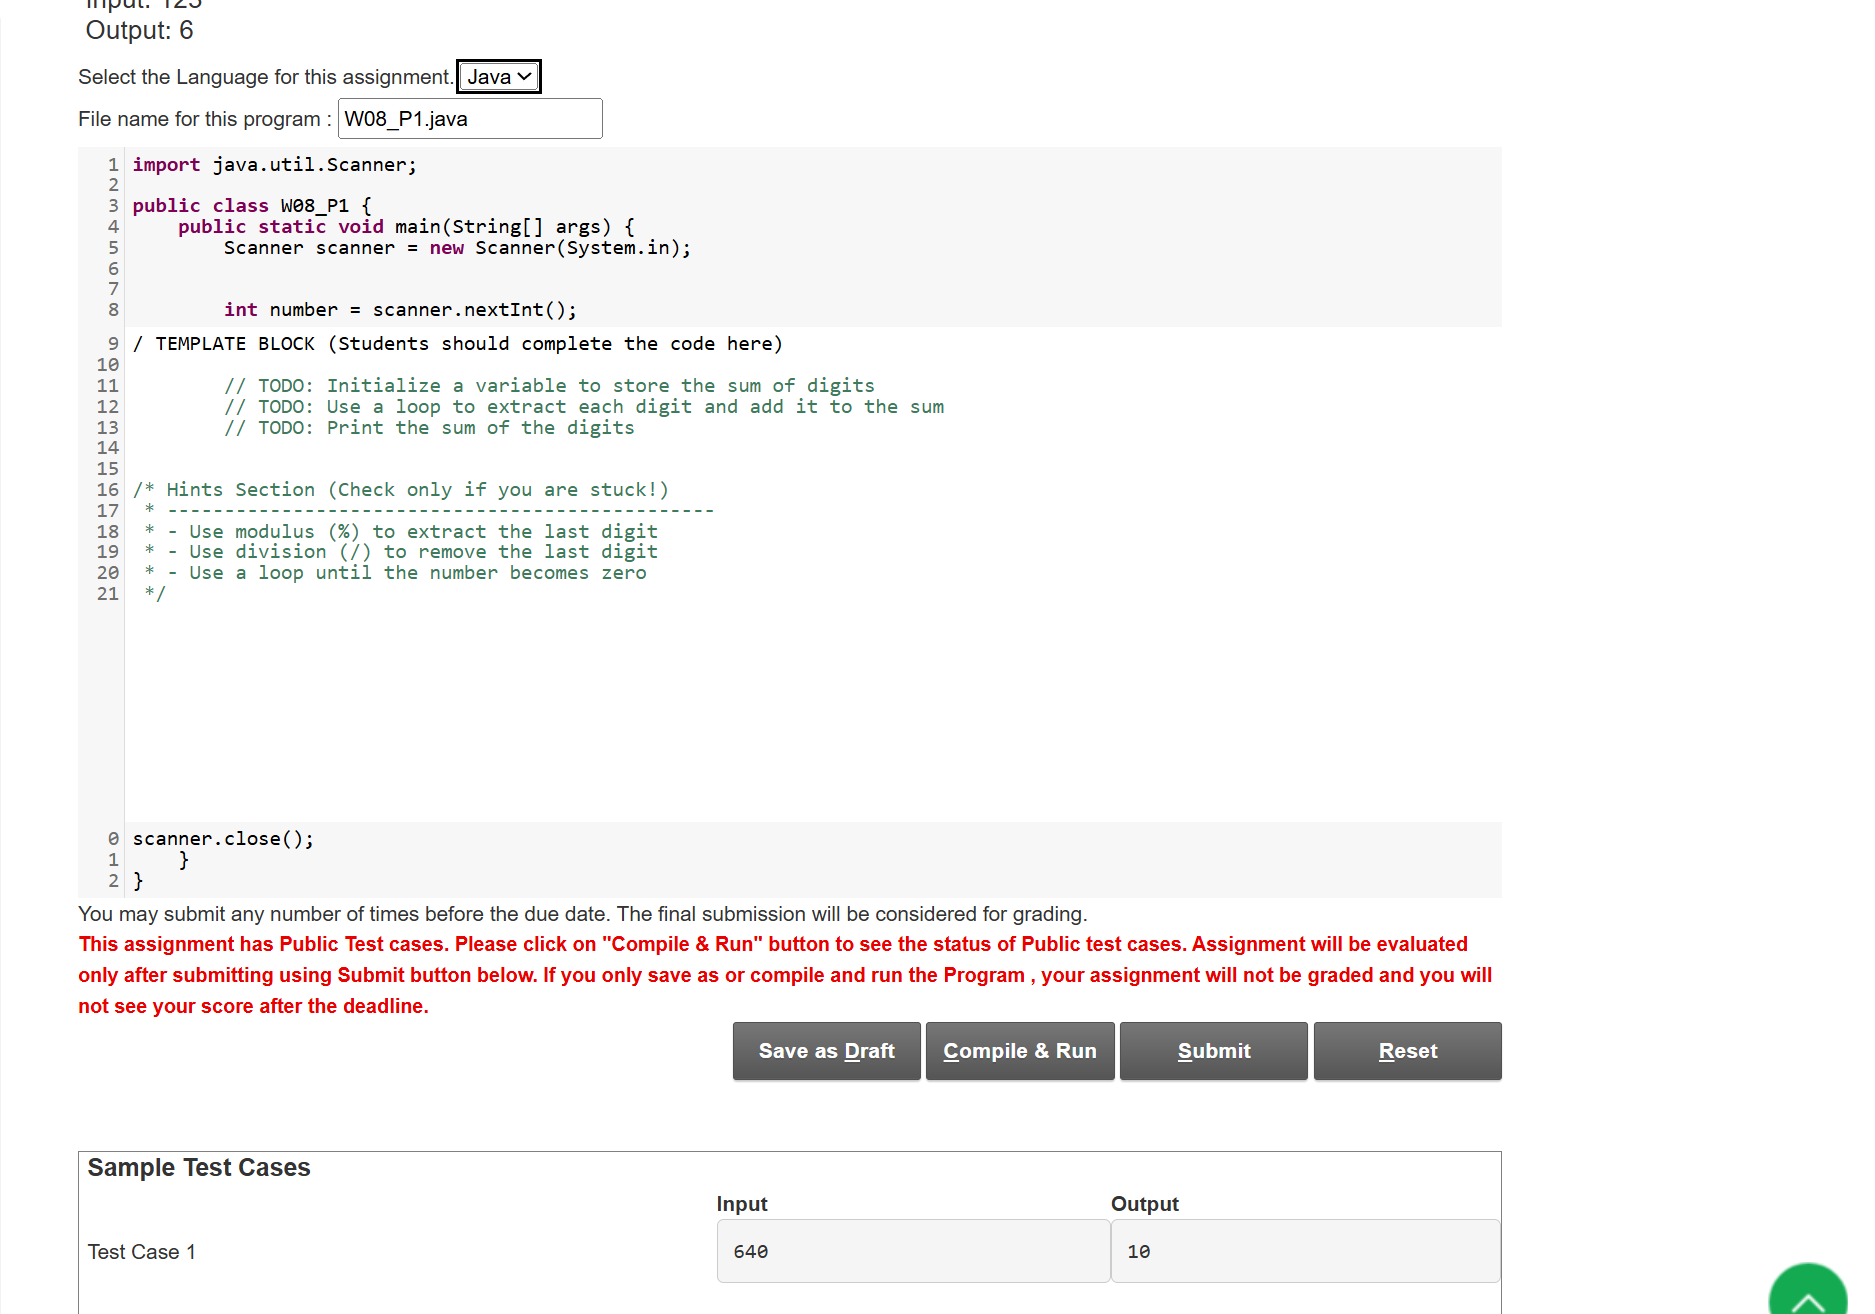 Input: 123
Output: 6
Select the Language for this assignment. Java
File name for this program : W08_P1.java
1 import java.util.Scanner;
2
3 public class W08_P1 {
4     public static void main(String[] args) {
5         Scanner scanner = new Scanner(System.in);
6
7
8         int number = scanner.nextInt();
9 / TEMPLATE BLOCK (Students should complete the code here)
10
11         // TODO: Initialize a variable to store the sum of digits
12         // TODO: Use a loop to extract each digit and add it to the sum
13         // TODO: Print the sum of the digits
14
15
16 /* Hints Section (Check only if you are stuck!)
17  * ------------------------------------------------
18  * - Use modulus (%) to extract the last digit
19  * - Use division (/) to remove the last digit
20  * - Use a loop until the number becomes zero
21  */
0 scanner.close();
1     }
2 }
You may submit any number of times before the due date. The final submission will be considered for grading.
This assignment has Public Test cases. Please click on "Compile & Run" button to see the status of Public test cases. Assignment will be evaluated
only after submitting using Submit button below. If you only save as or compile and run the Program , your assignment will not be graded and you will
not see your score after the deadline.
Save as Draft Compile & Run Submit Reset
Sample Test Cases
Input Output
Test Case 1 640 10